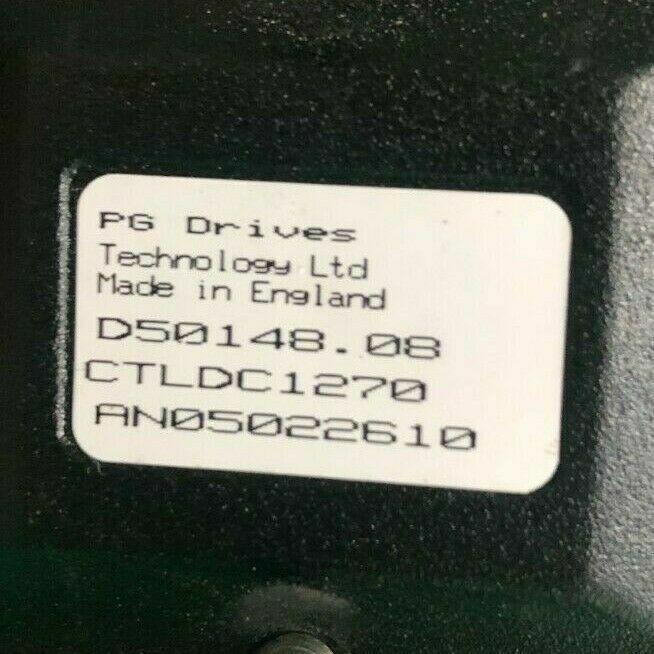 PG Drives
Technology Ltd
Made in England
D50148.08
CTLDC1270
AN05022610